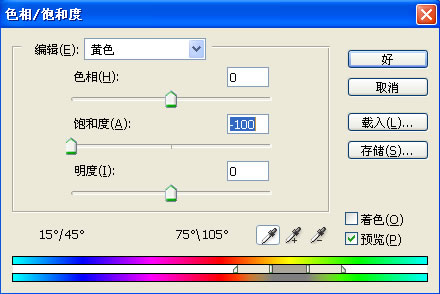 色相/饱和度
编辑(E): 黄色
好
色相(H): 0
取消
饱和度(A): -100
载入(L)...
存储(S)...
明度(I): 0
着色(O)
15°/45° 75°\105°
预览(P)